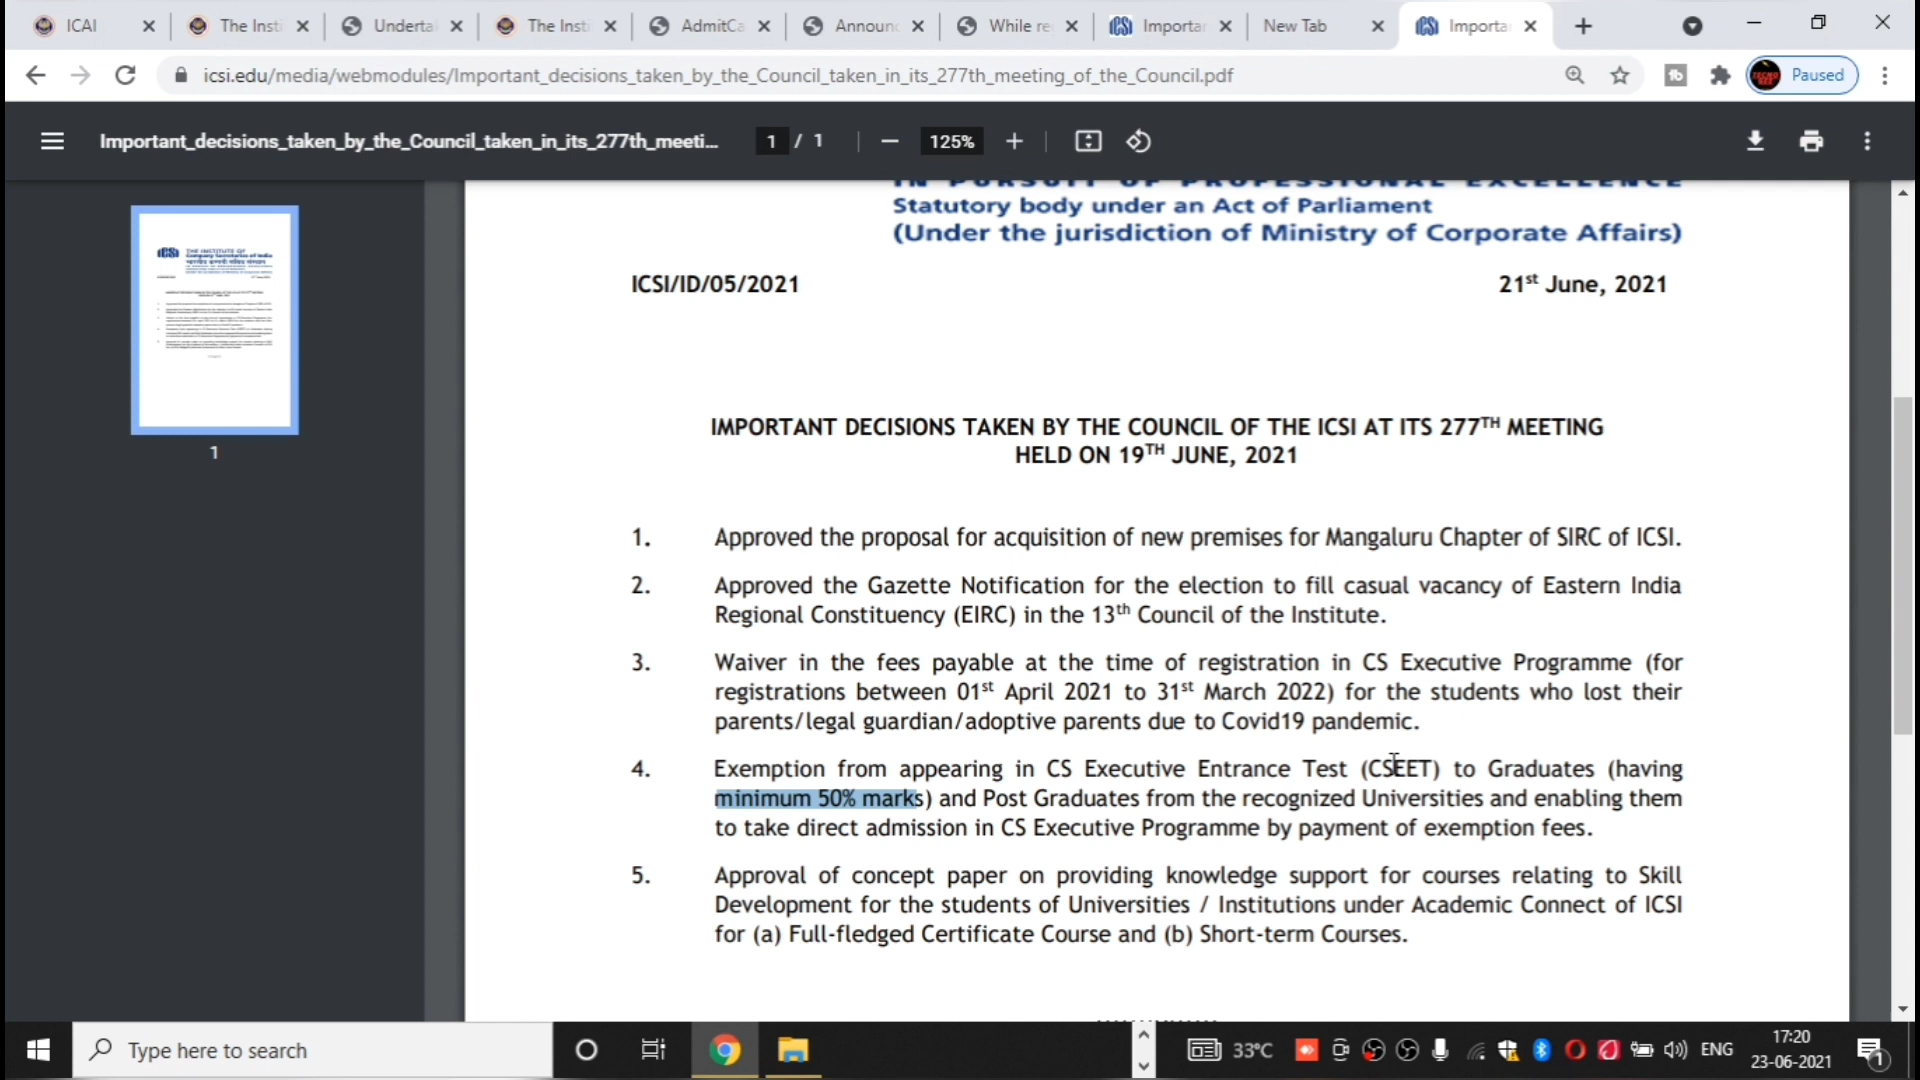 ICAI
The Insti
Underta
The Insti
AdmitCa
Announ
While re
Importan
New Tab
Importa
icsi.edu/media/webmodules/Important_decisions_taken_by_the_Council_taken_in_its_277th_meeting_of_the_Council.pdf
Paused
Important_decisions_taken_by_the_Council_taken_in_its_277th_meeti...
1 / 1
125%
IN PURSUIT OF PROFESSIONAL EXCELLENCE
Statutory body under an Act of Parliament
(Under the jurisdiction of Ministry of Corporate Affairs)
ICSI/ID/05/2021
21st June, 2021
IMPORTANT DECISIONS TAKEN BY THE COUNCIL OF THE ICSI AT ITS 277TH MEETING
HELD ON 19TH JUNE, 2021
1. Approved the proposal for acquisition of new premises for Mangaluru Chapter of SIRC of ICSI.
2. Approved the Gazette Notification for the election to fill casual vacancy of Eastern India
Regional Constituency (EIRC) in the 13th Council of the Institute.
3. Waiver in the fees payable at the time of registration in CS Executive Programme (for
registrations between 01st April 2021 to 31st March 2022) for the students who lost their
parents/legal guardian/adoptive parents due to Covid19 pandemic.
4. Exemption from appearing in CS Executive Entrance Test (CSEET) to Graduates (having
minimum 50% marks) and Post Graduates from the recognized Universities and enabling them
to take direct admission in CS Executive Programme by payment of exemption fees.
5. Approval of concept paper on providing knowledge support for courses relating to Skill
Development for the students of Universities / Institutions under Academic Connect of ICSI
for (a) Full-fledged Certificate Course and (b) Short-term Courses.
1
Type here to search
33°C
ENG
17:20
23-06-2021
1